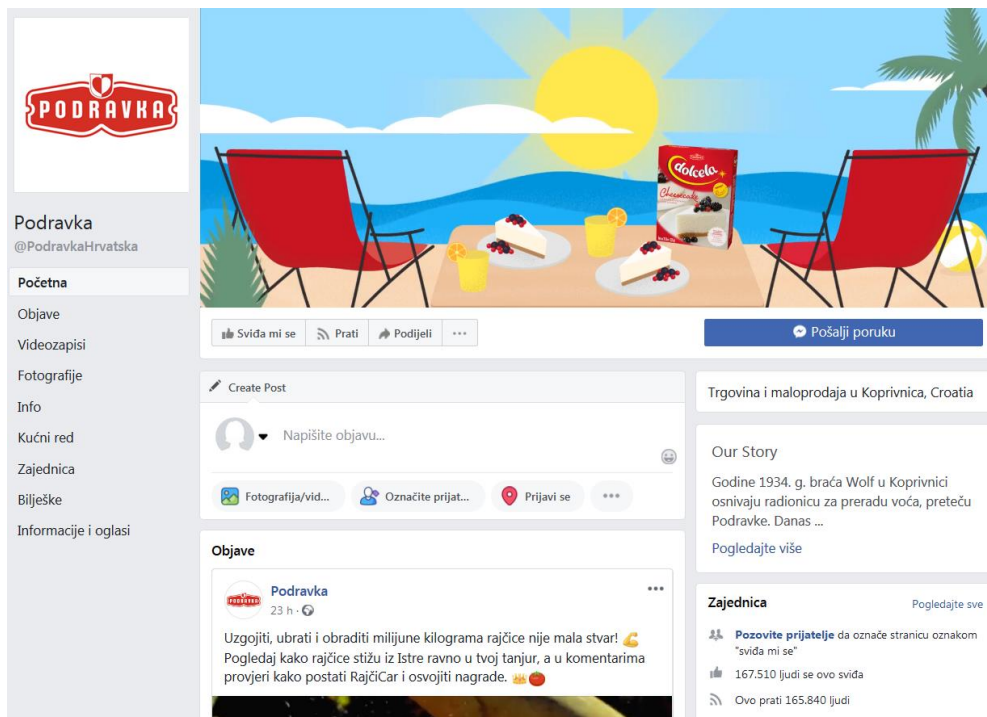 PODRAVKA
Podravka
@PodravkaHrvatska
Početna
Objave
Videozapisi
Fotografije
Info
Kućni red
Zajednica
Bilješke
Informacije i oglasi
dolcela
Cheesecake
Sviđa mi se
Prati
Podijeli
Pošalji poruku
Create Post
Napišite objavu...
Fotografija/vid...
Označite prijat...
Prijavi se
Objave
PODRAVKA
Podravka
23 h
Uzgojiti, ubrati i obraditi milijune kilograma rajčice nije mala stvar! 💪
Pogledaj kako rajčice stižu iz Istre ravno u tvoj tanjur, a u komentarima
provjeri kako postati RajčiCar i osvojiti nagrade. 👑🍅
Trgovina i maloprodaja u Koprivnica, Croatia
Our Story
Godine 1934. g. braća Wolf u Koprivnici
osnivaju radionicu za preradu voća, preteču
Podravke. Danas ...
Pogledajte više
Zajednica
Pogledajte sve
Pozovite prijatelje da označe stranicu oznakom
"sviđa mi se"
167.510 ljudi se ovo sviđa
Ovo prati 165.840 ljudi